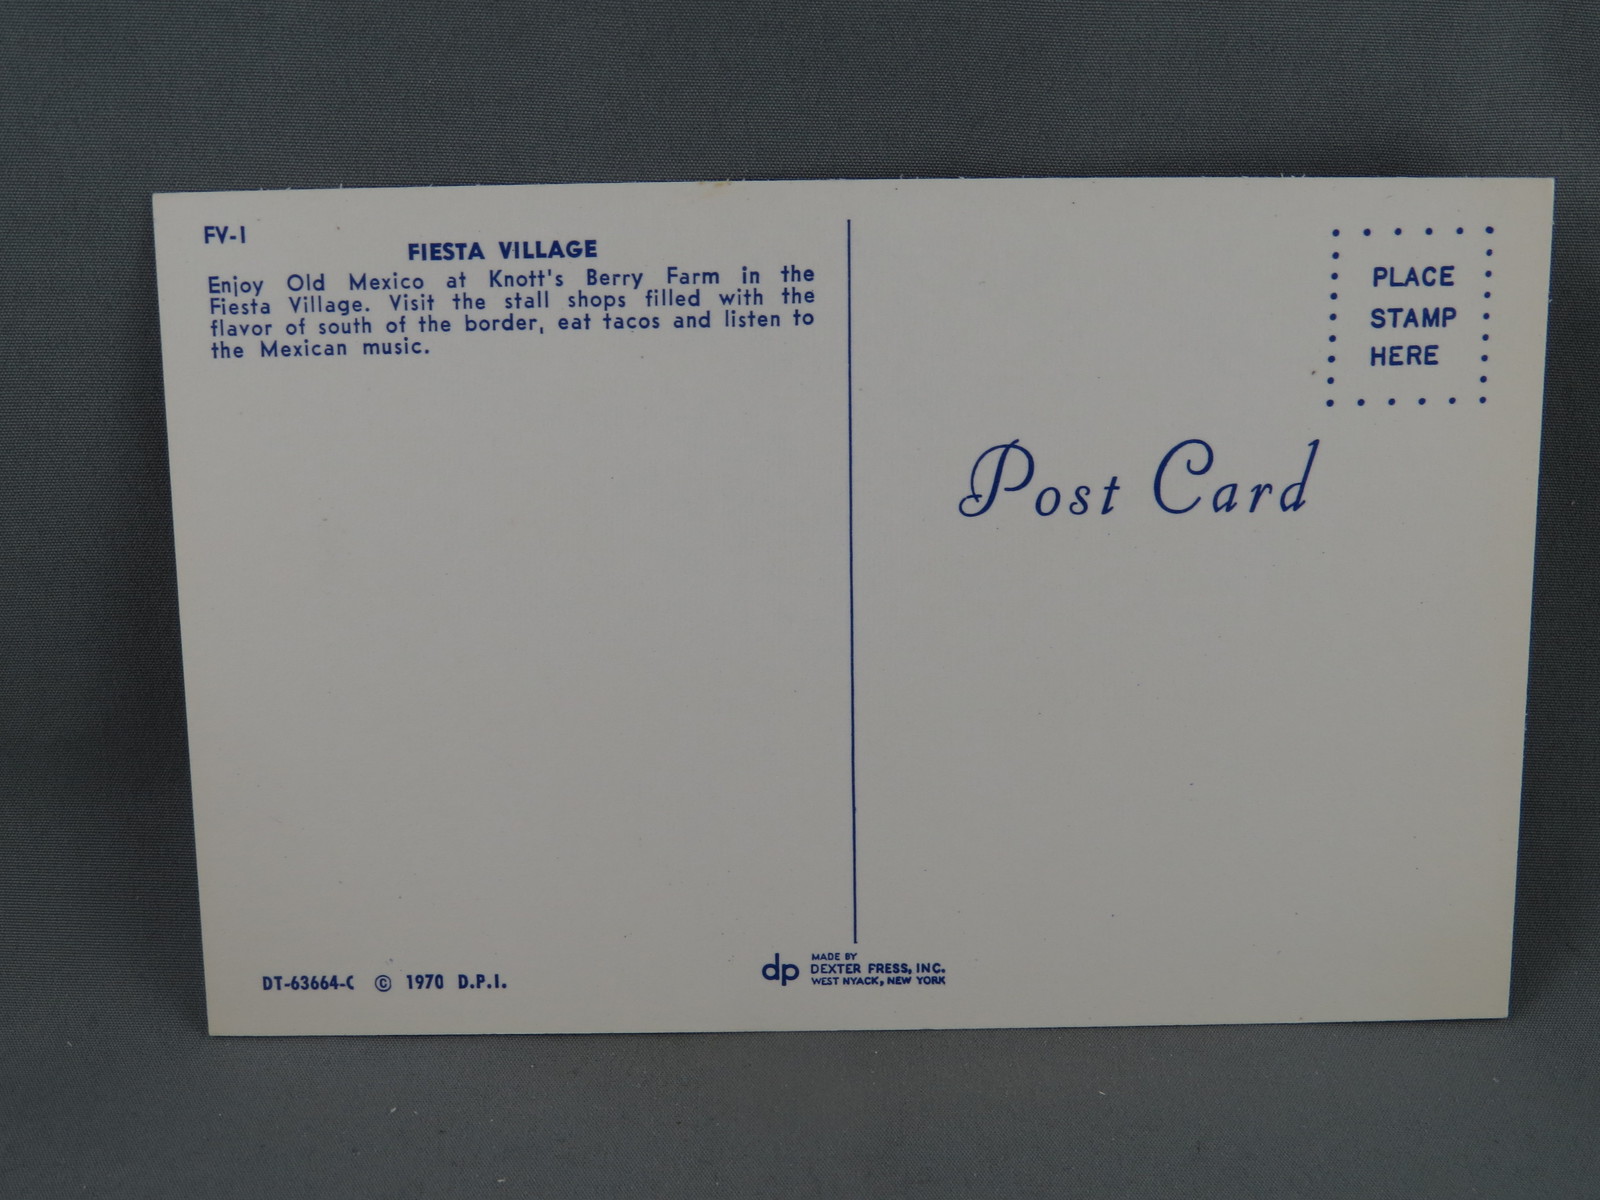 FV-1
FIESTA VILLAGE
Enjoy Old Mexico at Knott's Berry Farm in the
Fiesta Village. Visit the stall shops filled with the
flavor of south of the border, eat tacos and listen to
the Mexican music.
PLACE
STAMP
HERE
Post Card
DT-63664-C © 1970 D.P.I.
dp
MADE BY
DEXTER PRESS, INC.
WEST NYACK, NEW YORK